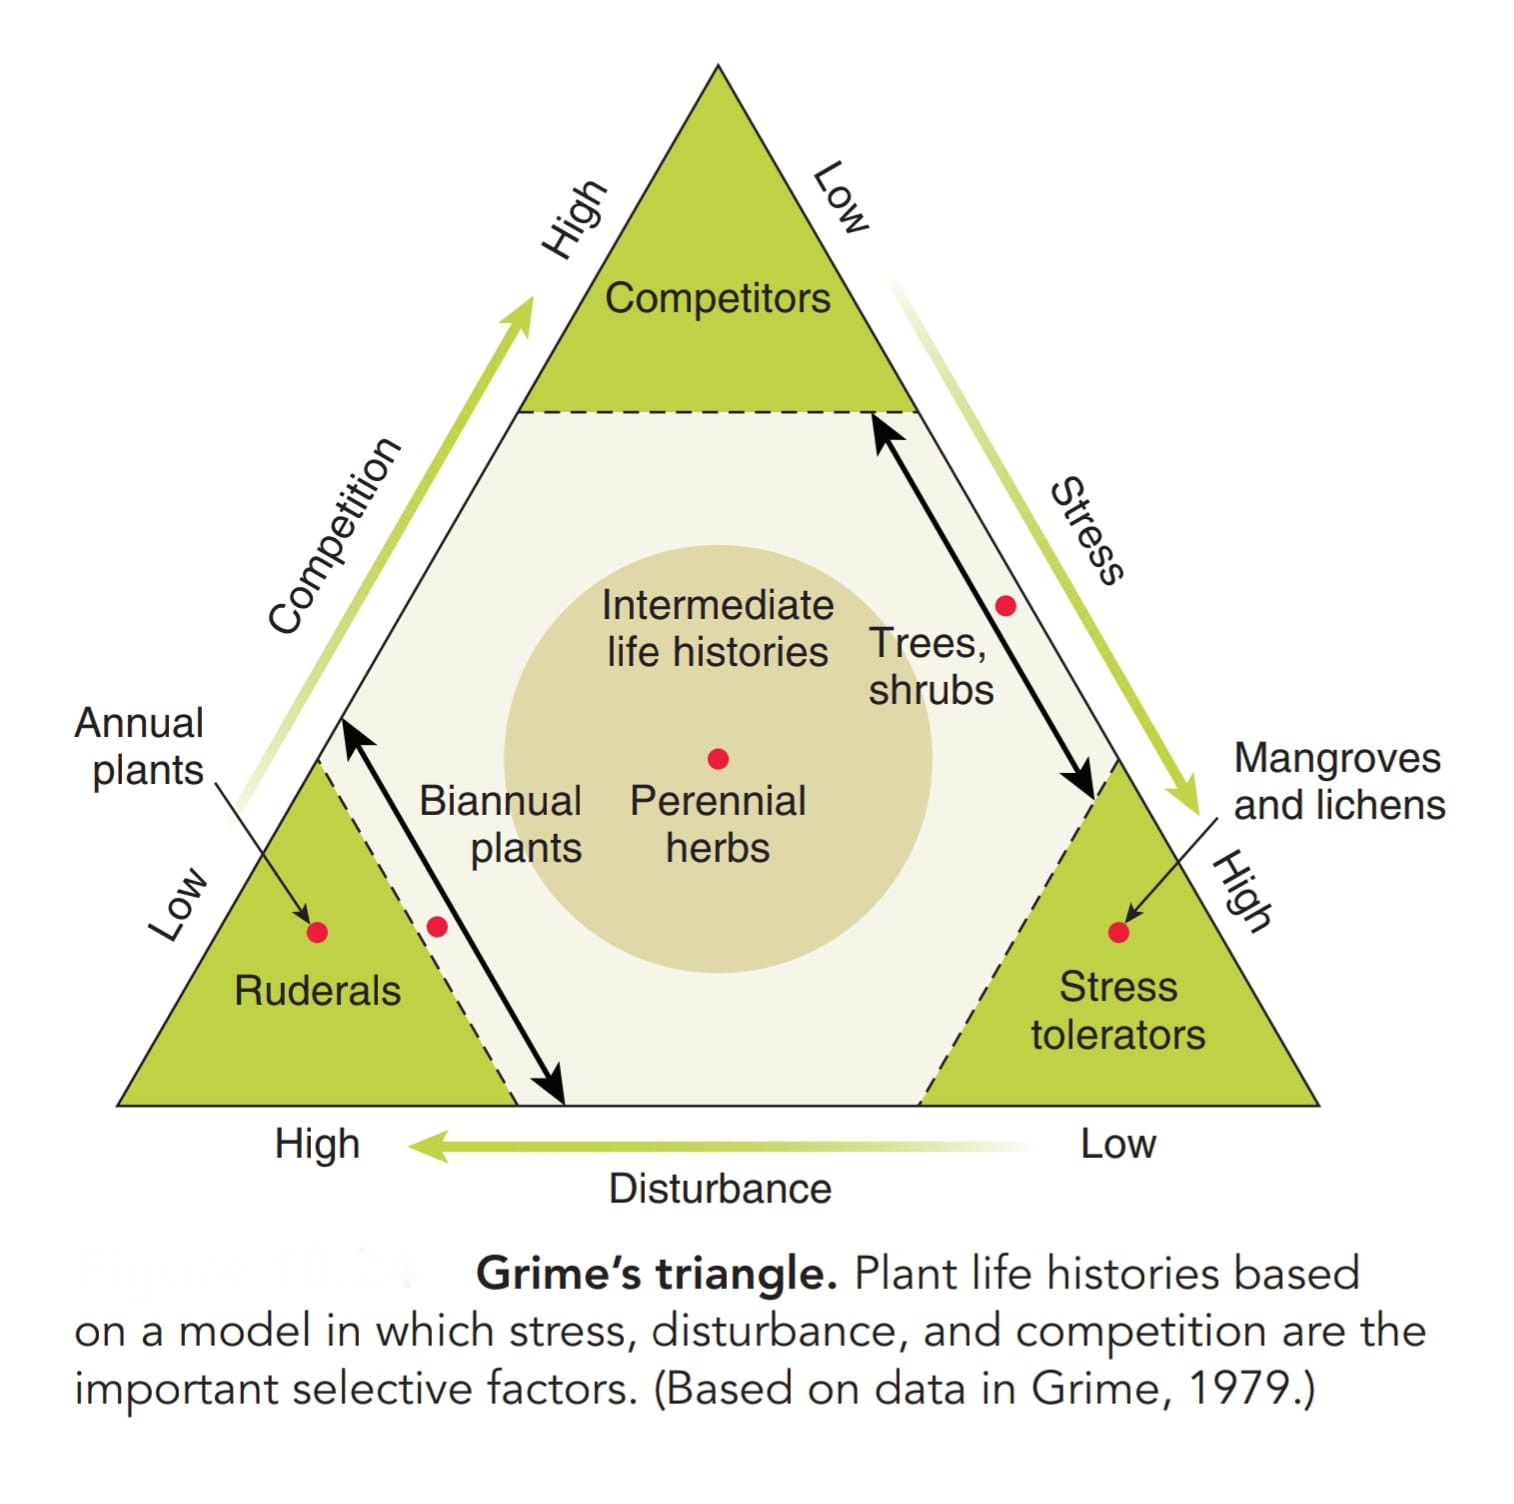 High
Low
Competitors
Competition
Stress
Intermediate
life histories
Trees,
shrubs
Annual
plants
Mangroves
and lichens
Biannual
plants
Perennial
herbs
Low
High
Ruderals
Stress
tolerators
High
Low
Disturbance
Grime’s triangle. Plant life histories based
on a model in which stress, disturbance, and competition are the
important selective factors. (Based on data in Grime, 1979.)